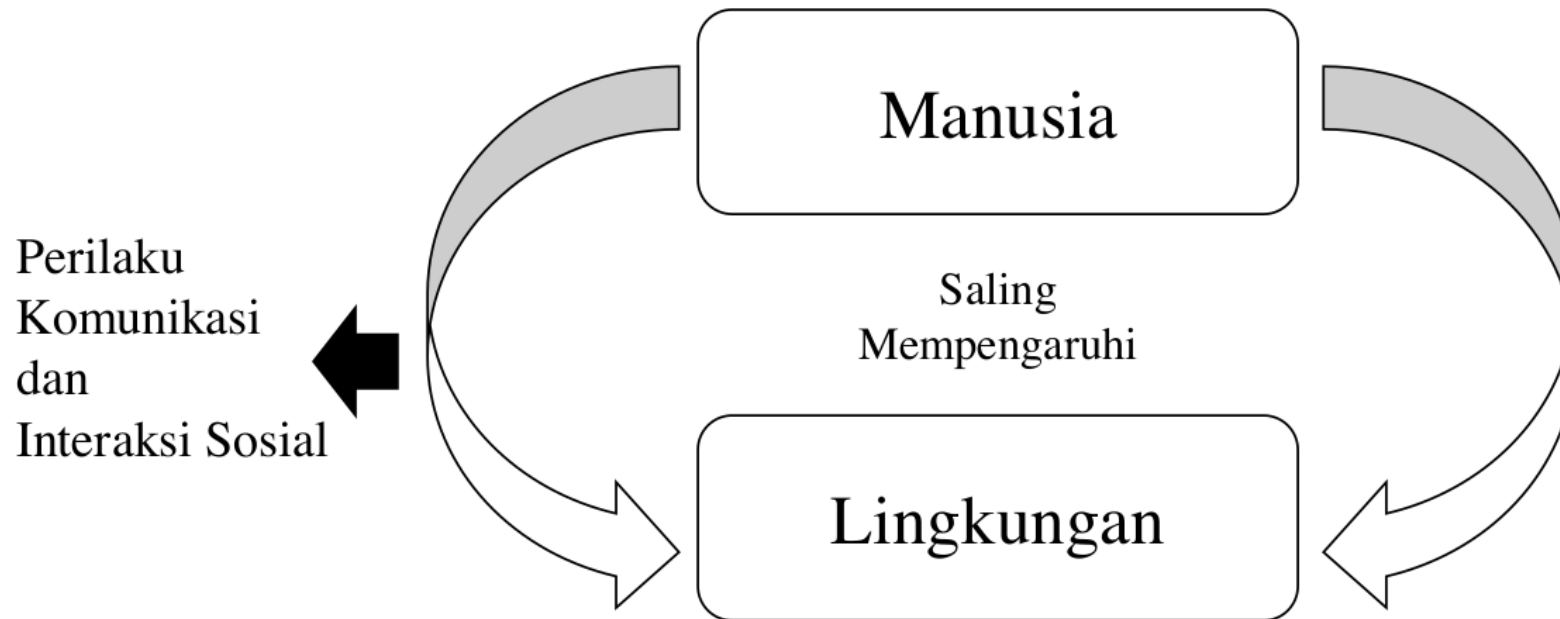 Manusia
Perilaku
Komunikasi
dan
Interaksi Sosial
Saling
Mempengaruhi
Lingkungan